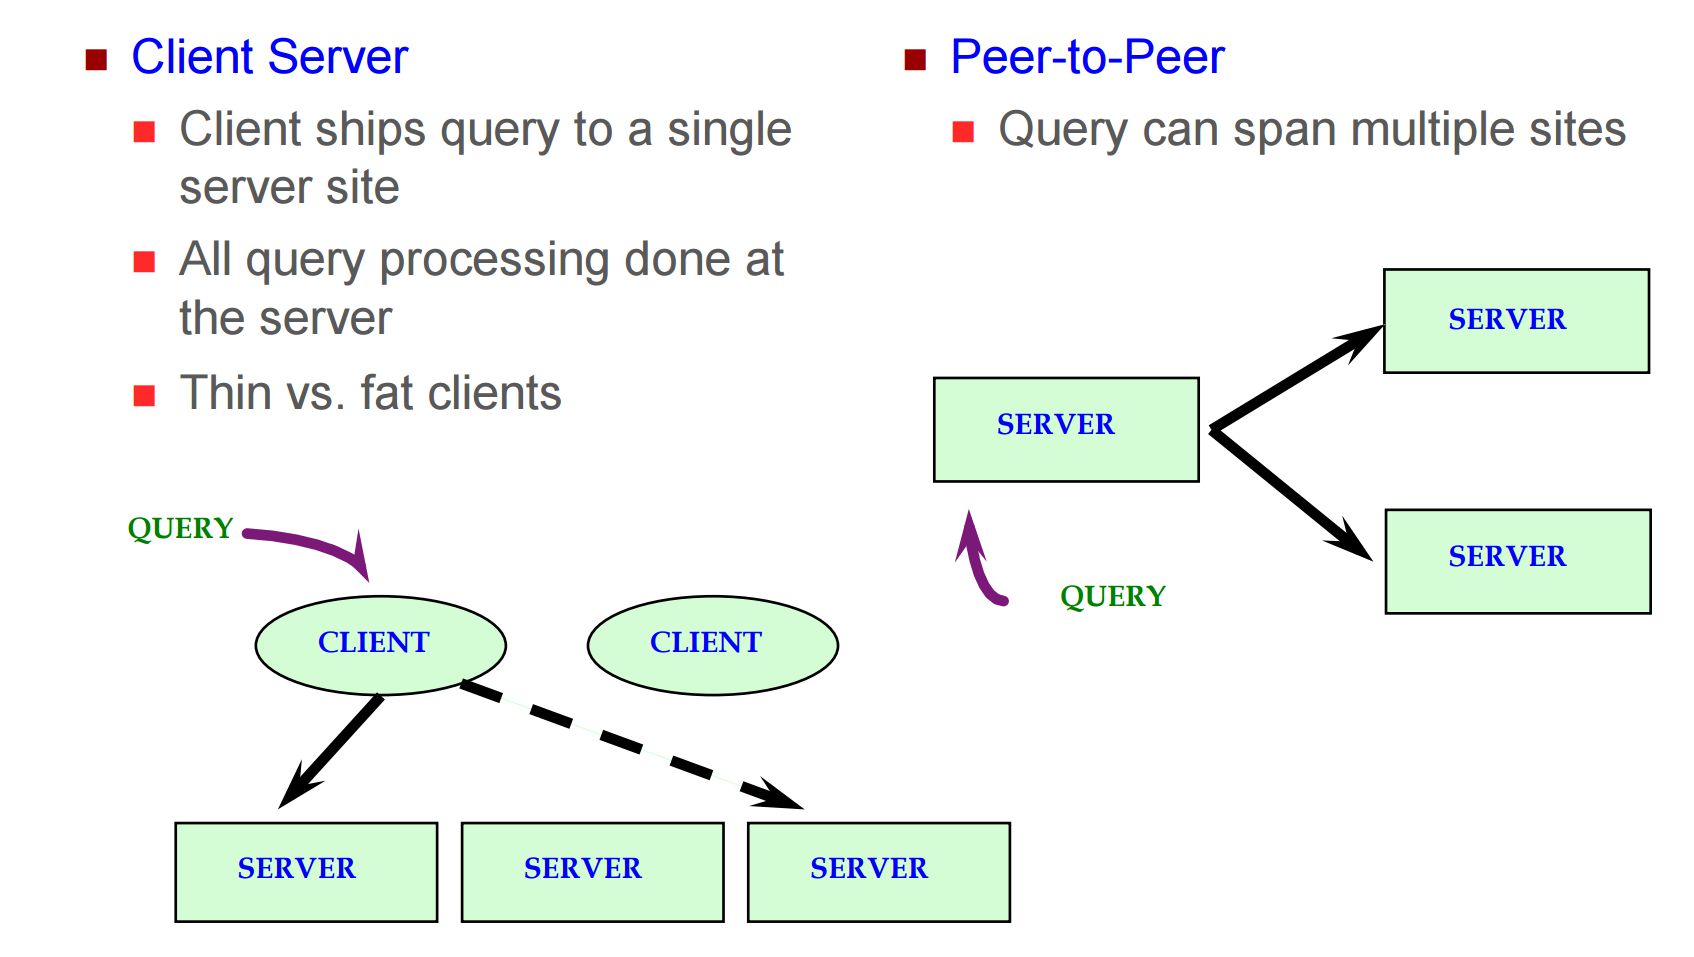 Client Server
Client ships query to a single
server site
All query processing done at
the server
Thin vs. fat clients
QUERY
CLIENT
CLIENT
SERVER
SERVER
SERVER
Peer-to-Peer
Query can span multiple sites
SERVER
SERVER
SERVER
QUERY